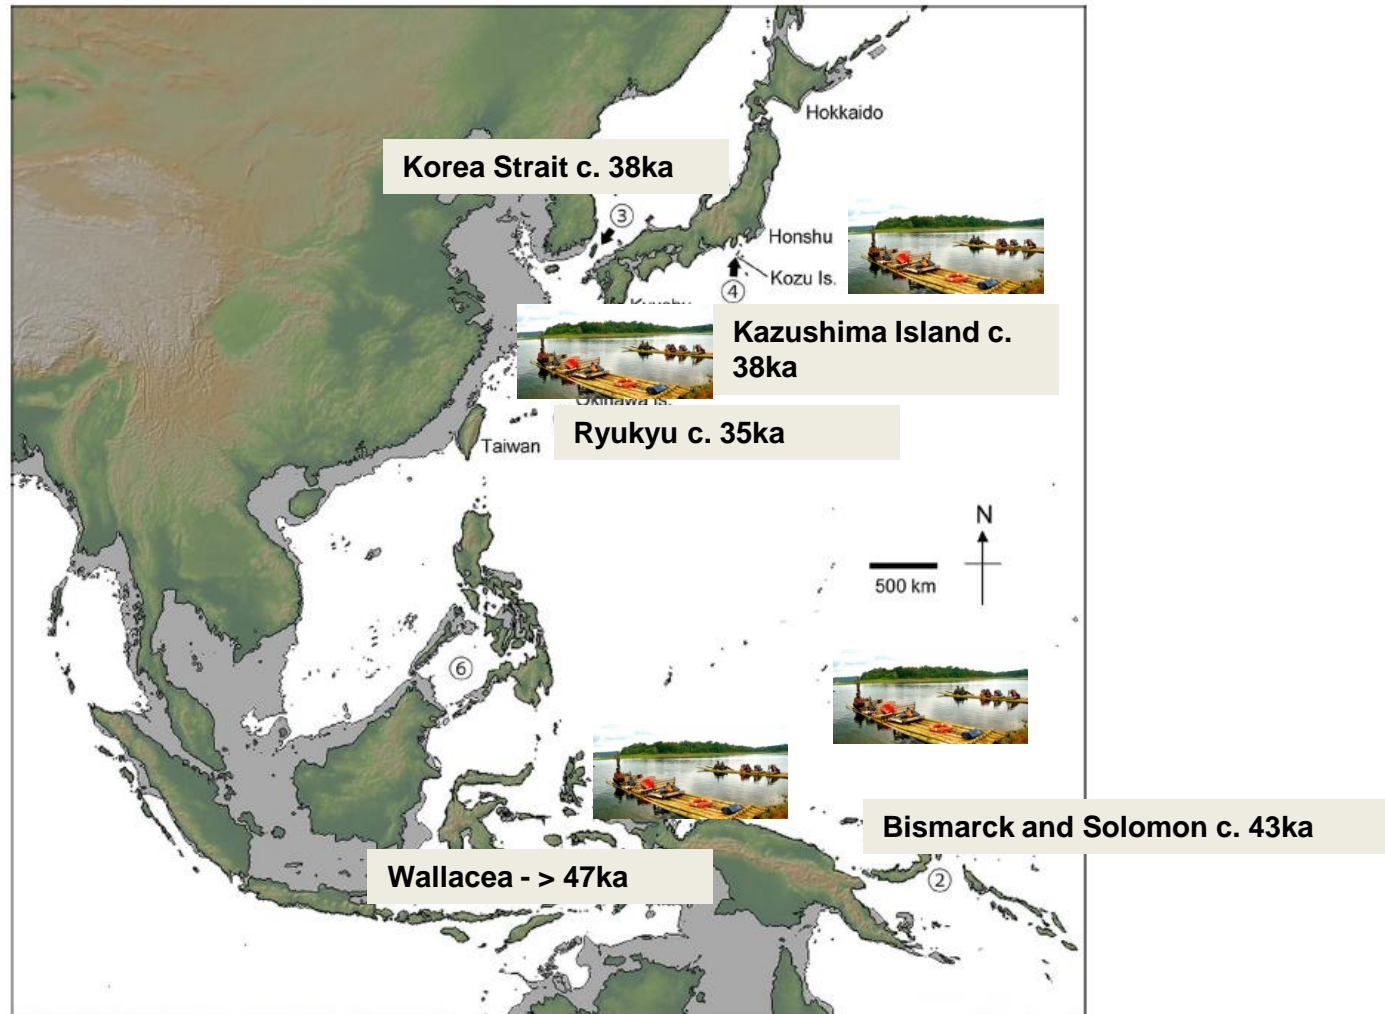 Hokkaido
Korea Strait c. 38ka
③
Honshu
Kozu Is.
④
Kazushima Island c.
38ka
Ryukyu c. 35ka
Taiwan
N
500 km
⑥
Bismarck and Solomon c. 43ka
Wallacea - > 47ka
②